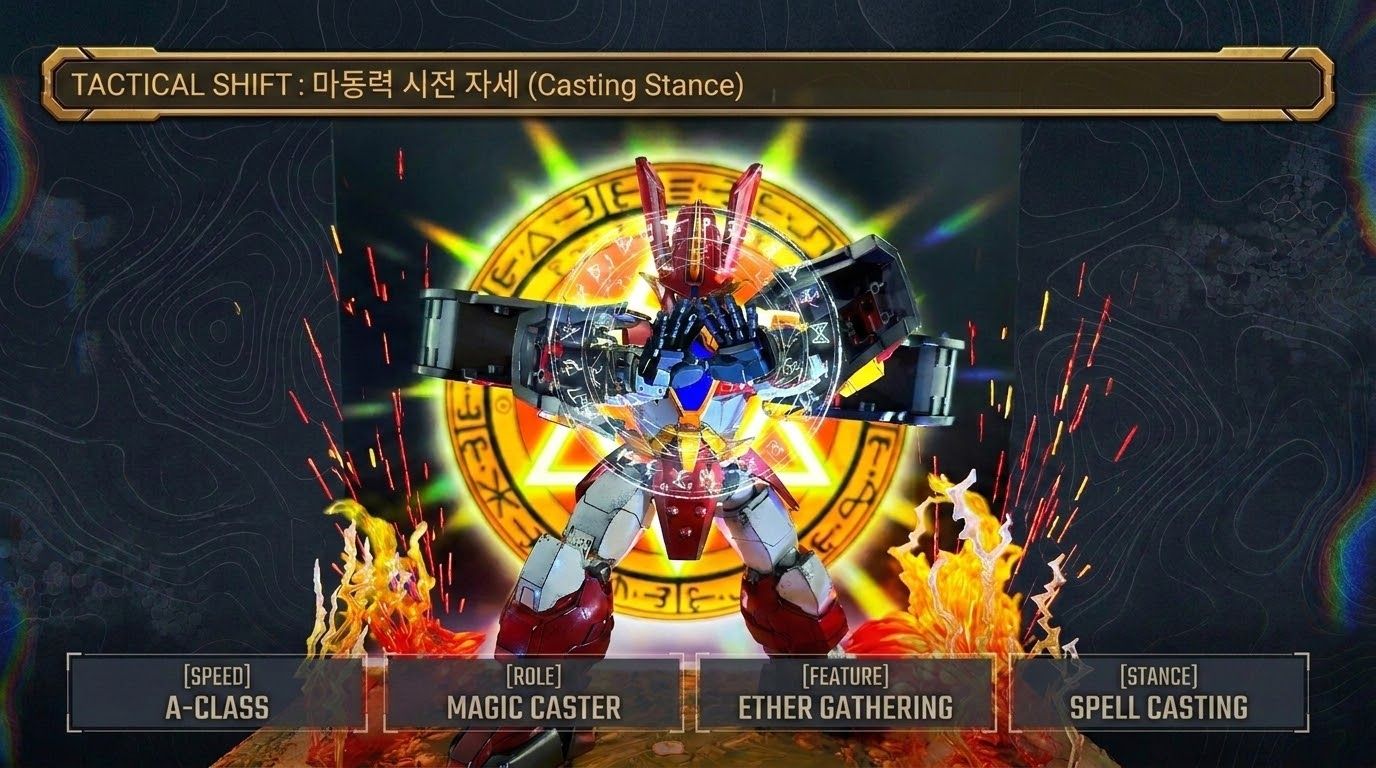 TACTICAL SHIFT : 마동력 시전 자세 (Casting Stance)
[SPEED]
A-CLASS
[ROLE]
MAGIC CASTER
[FEATURE]
ETHER GATHERING
[STANCE]
SPELL CASTING